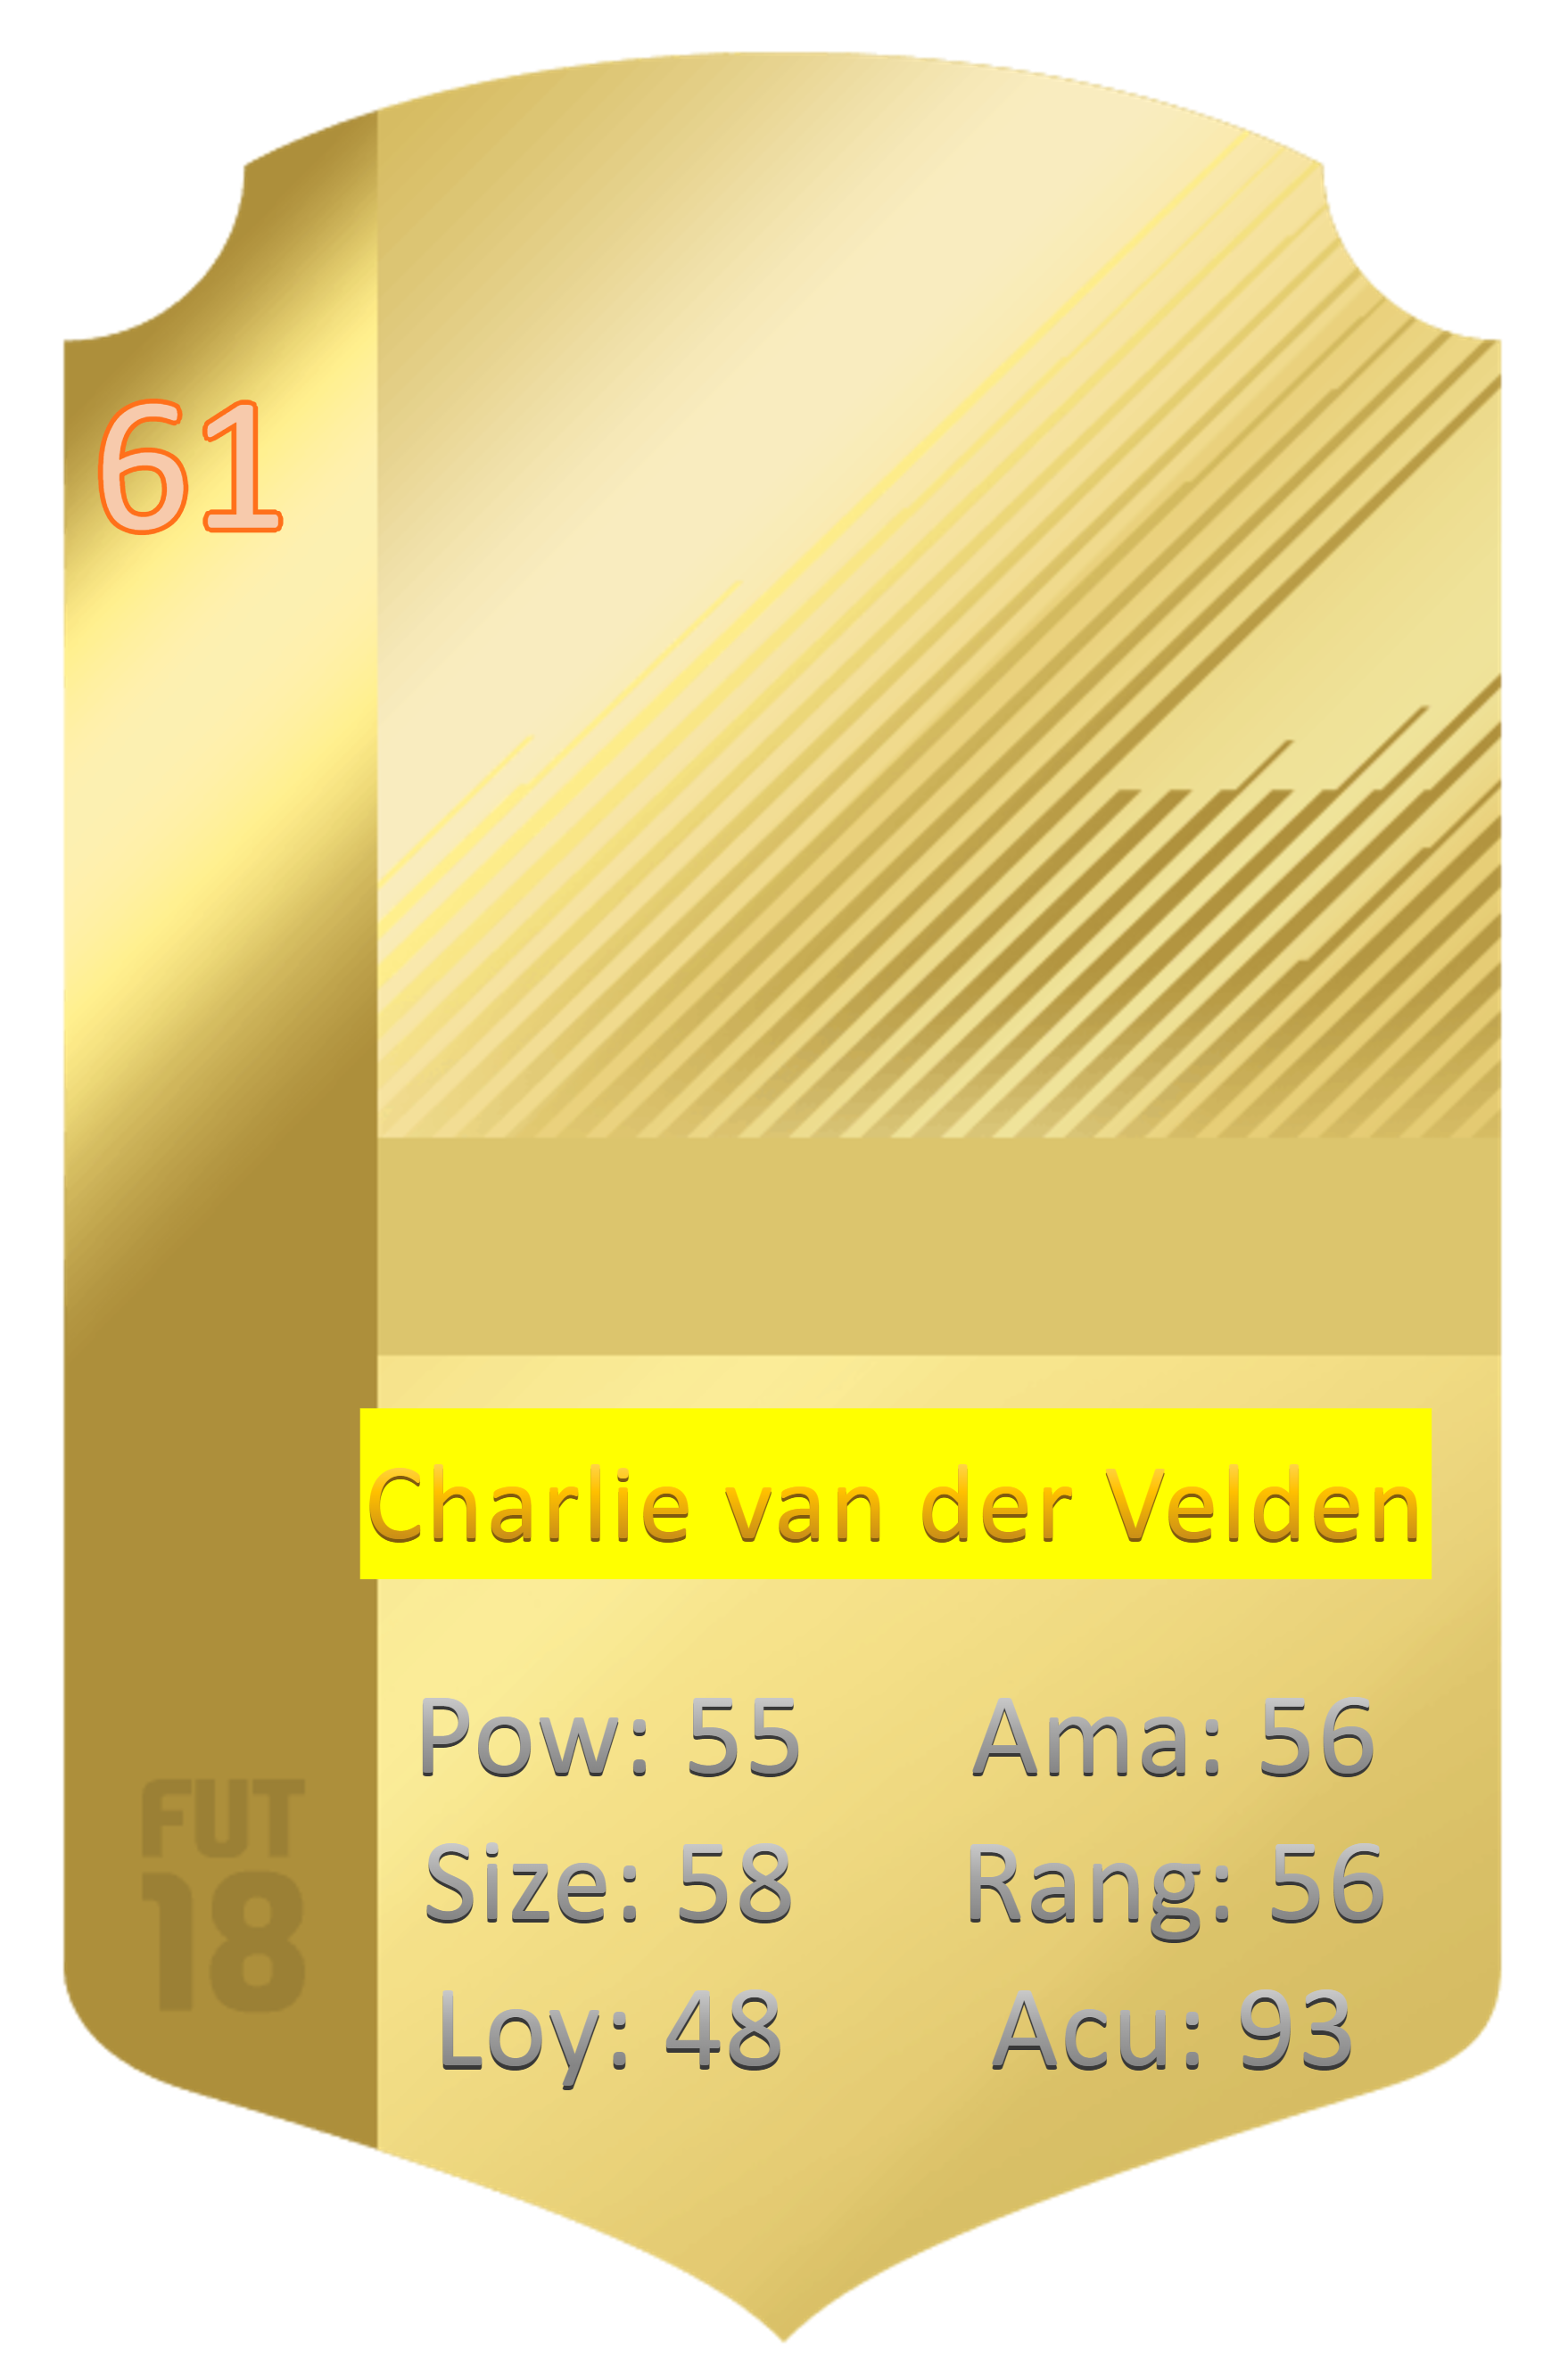 61
Charlie van der Velden
Pow: 55 Ama: 56
Size: 58 Rang: 56
Loy: 48 Acu: 93
FUT
18